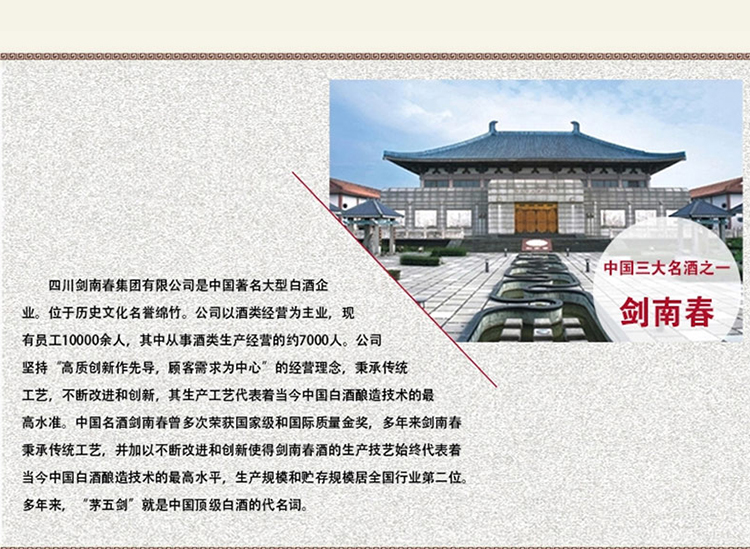 中国三大名酒之一
剑南春
四川剑南春集团有限公司是中国著名大型白酒企
业。位于历史文化名誉绵竹。公司以酒类经营为主业，现
有员工10000余人，其中从事酒类生产经营的约7000人。公司
坚持“高质创新作先导，顾客需求为中心”的经营理念，秉承传统
工艺，不断改进和创新，其生产工艺代表着当今中国白酒酿造技术的最
高水准。中国名酒剑南春曾多次荣获国家级和国际质量金奖，多年来剑南春
秉承传统工艺，并加以不断改进和创新使得剑南春酒的生产技艺始终代表着
当今中国白酒酿造技术的最高水平，生产规模和贮存规模居全国行业第二位。
多年来，“茅五剑”就是中国顶级白酒的代名词。